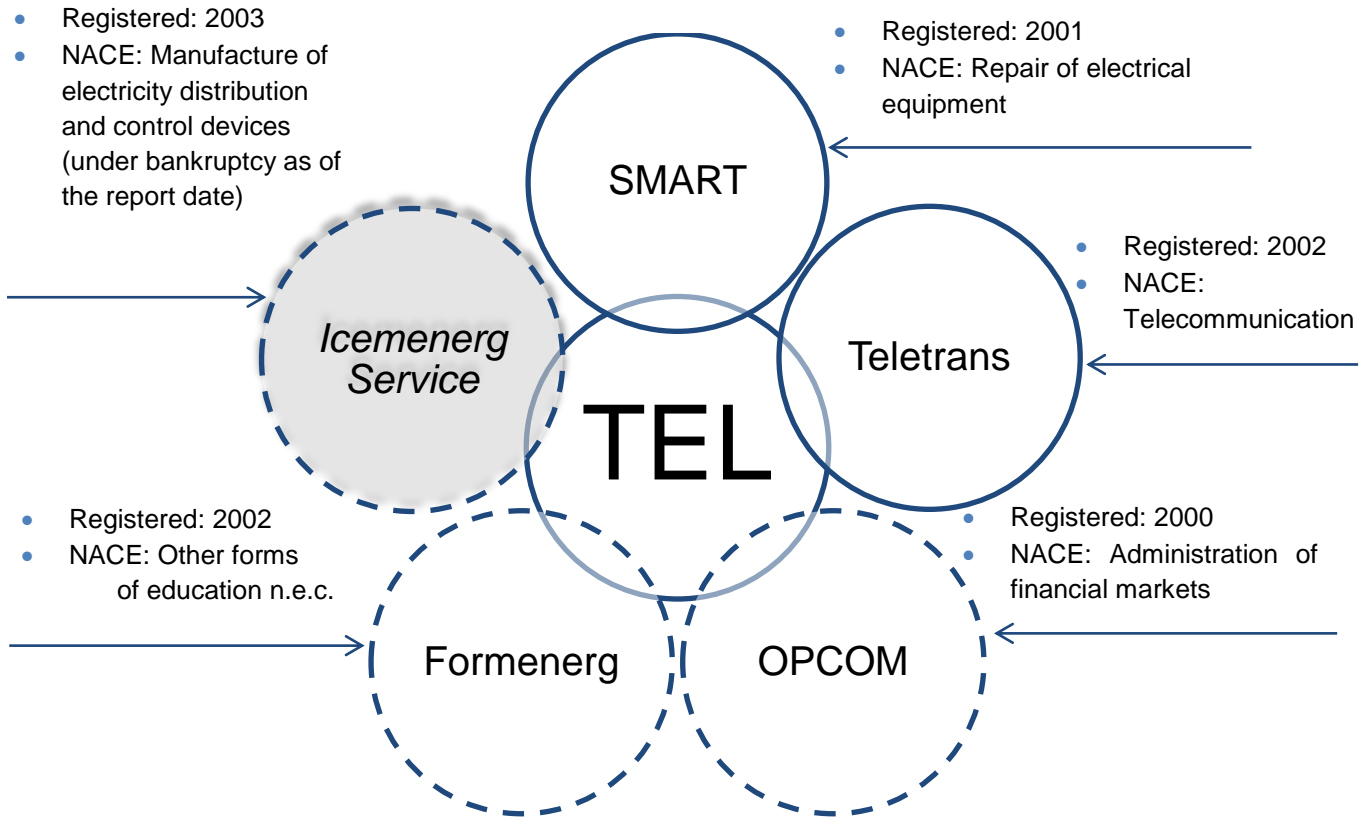 Registered: 2003
NACE: Manufacture of
electricity distribution
and control devices
(under bankruptcy as of
the report date)
Registered: 2001
NACE: Repair of electrical
equipment
SMART
Registered: 2002
NACE:
Telecommunication
Icemenerg
Service
Teletrans
TEL
Registered: 2002
NACE: Other forms
of education n.e.c.
Registered: 2000
NACE: Administration of
financial markets
Formenerg
OPCOM